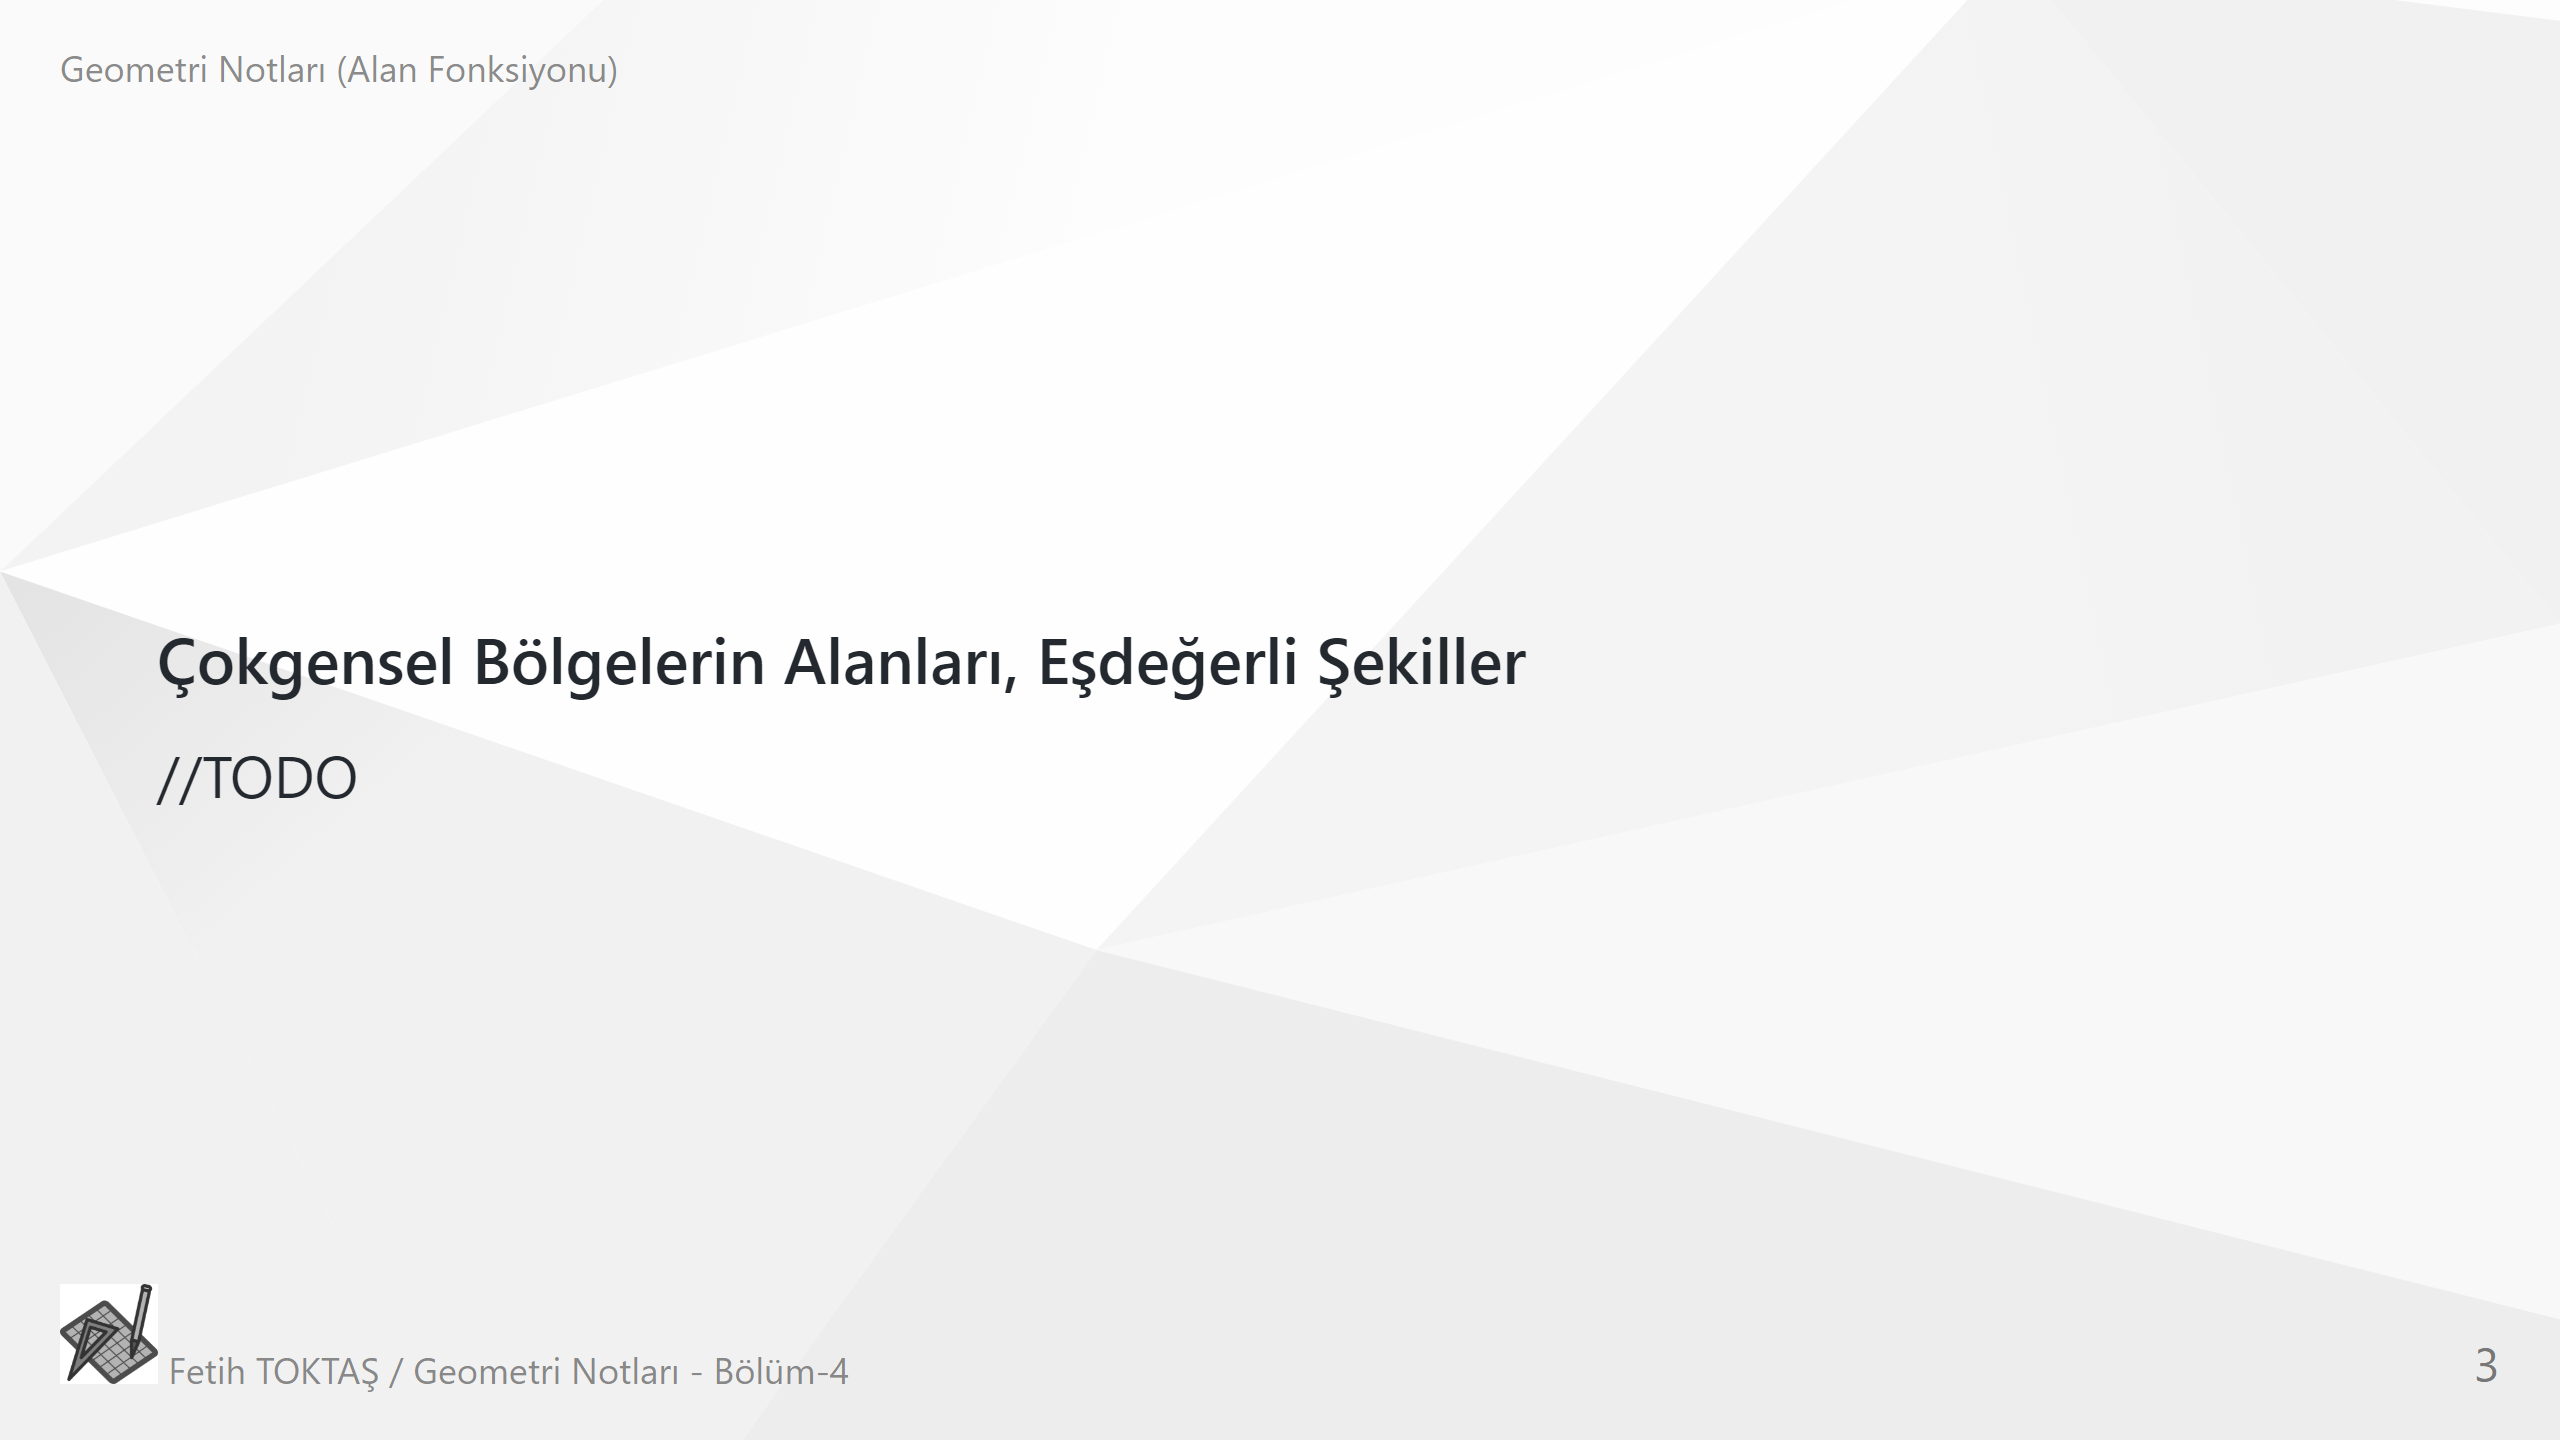 Geometri Notları (Alan Fonksiyonu)
Çokgensel Bölgelerin Alanları, Eşdeğerli Şekiller
//TODO
Fetih TOKTAŞ / Geometri Notları - Bölüm-4
3